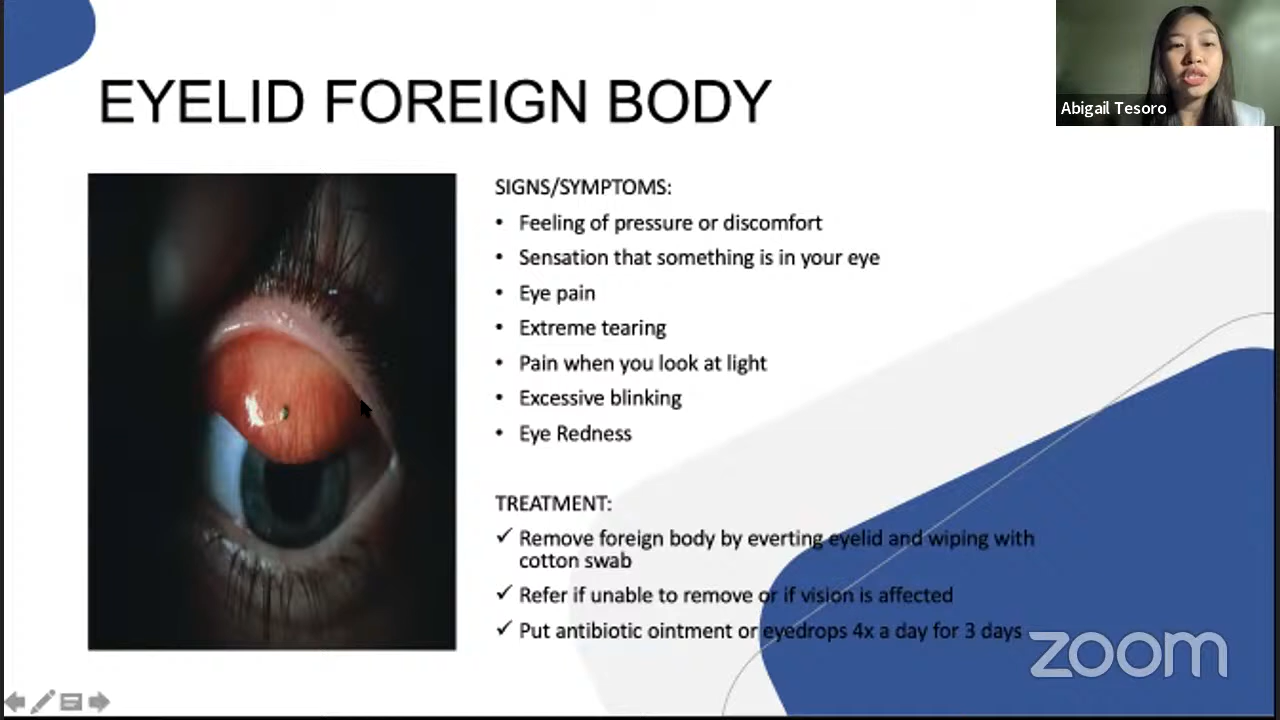 EYELID FOREIGN BODY
Abigail Tesoro
SIGNS/SYMPTOMS:
• Feeling of pressure or discomfort
• Sensation that something is in your eye
• Eye pain
• Extreme tearing
• Pain when you look at light
• Excessive blinking
• Eye Redness
TREATMENT:
✓ Remove foreign body by everting eyelid and wiping with
cotton swab
✓ Refer if unable to remove or if vision is affected
✓ Put antibiotic ointment or eyedrops 4x a day for 3 days
zoom